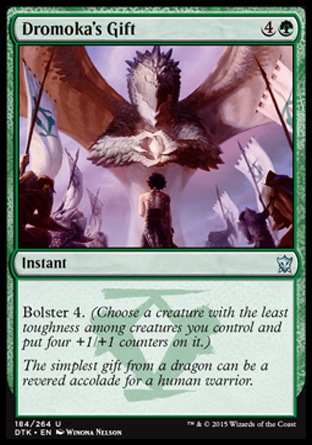 Dromoka's Gift 4
Instant
Bolster 4. (Choose a creature with the least
toughness among creatures you control and
put four +1/+1 counters on it.)
The simplest gift from a dragon can be a
revered accolade for a human warrior.
184/264 U
DTK • EN Winona Nelson
™ & © 2015 Wizards of the Coast